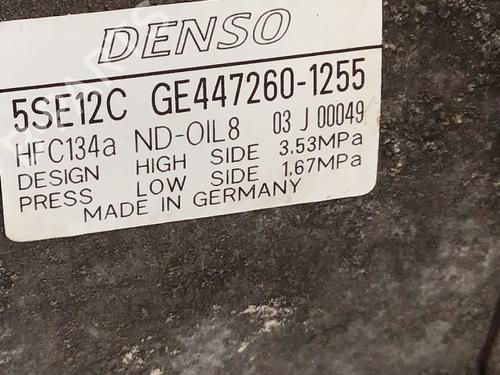 DENSO
5SE12C GE447260-1255
HFC134a ND-OIL8 03 J 00049
DESIGN HIGH SIDE 3.53MPa
PRESS LOW SIDE 1.67MPa
MADE IN GERMANY